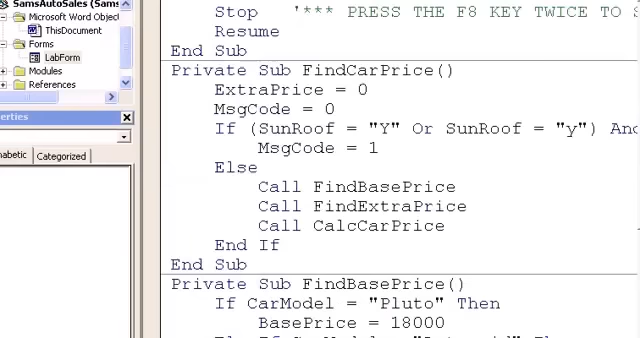 SamsAutoSales (Sams
Microsoft Word Object
ThisDocument
Forms
LabForm
Modules
References
erties
abetic
Categorized
Stop '*** PRESS THE F8 KEY TWICE TO
Resume
End Sub
Private Sub FindCarPrice()
ExtraPrice = 0
MsgCode = 0
If (SunRoof = "Y" Or SunRoof = "y") And
MsgCode = 1
Else
Call FindBasePrice
Call FindExtraPrice
Call CalcCarPrice
End If
End Sub
Private Sub FindBasePrice()
If CarModel = "Pluto" Then
BasePrice = 18000